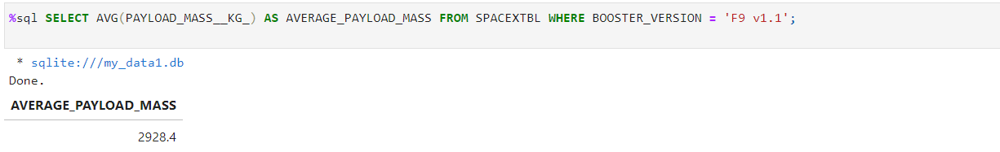 %sql SELECT AVG(PAYLOAD_MASS__KG_) AS AVERAGE_PAYLOAD_MASS FROM SPACEXTBL WHERE BOOSTER_VERSION = 'F9 v1.1';
* sqlite:///my_data1.db
Done.
AVERAGE_PAYLOAD_MASS
2928.4